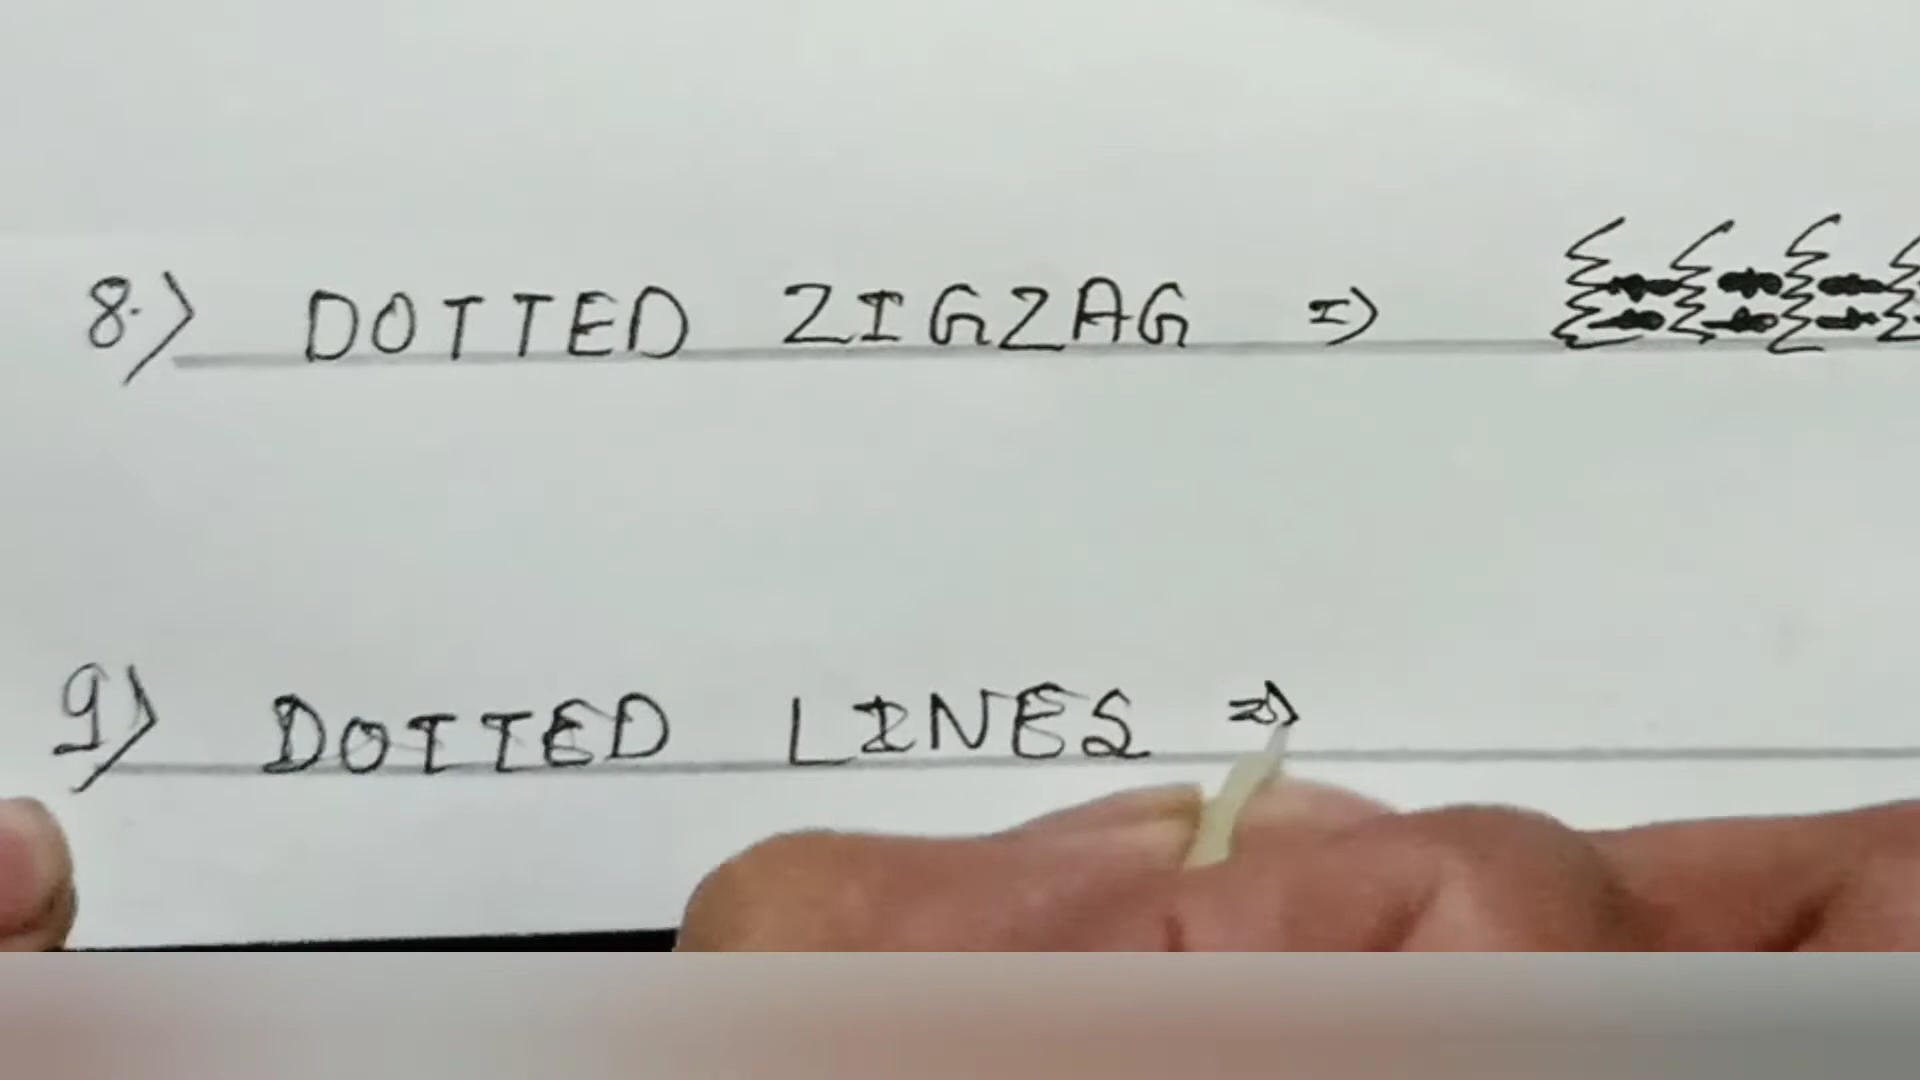 8.) DOTTED ZIGZAG =>
9) DOTTED LINES =>